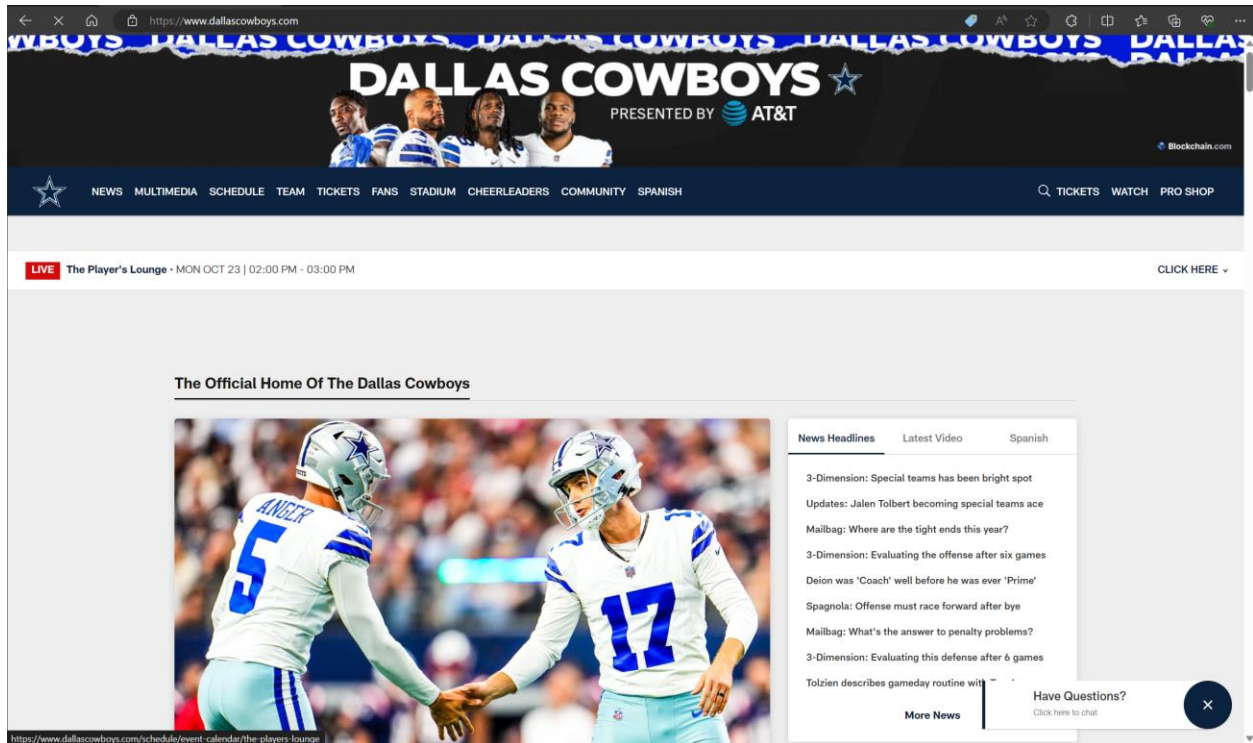 https://www.dallascowboys.com
WBOYS DALLAS COWBOYS DALLAS COWBOYS DALLAS COWBOYS DALLAS
DALLAS COWBOYS
PRESENTED BY AT&T
Blockchain.com
NEWS MULTIMEDIA SCHEDULE TEAM TICKETS FANS STADIUM CHEERLEADERS COMMUNITY SPANISH TICKETS WATCH PRO SHOP
LIVE The Player's Lounge · MON OCT 23 | 02:00 PM - 03:00 PM CLICK HERE
The Official Home Of The Dallas Cowboys
ANGER
5
17
News Headlines Latest Video Spanish
3-Dimension: Special teams has been bright spot
Updates: Jalen Tolbert becoming special teams ace
Mailbag: Where are the tight ends this year?
3-Dimension: Evaluating the offense after six games
Deion was 'Coach' well before he was ever 'Prime'
Spagnola: Offense must race forward after bye
Mailbag: What's the answer to penalty problems?
3-Dimension: Evaluating this defense after 6 games
Tolzien describes gameday routine with
More News
Have Questions?
Click here to chat
https://www.dallascowboys.com/schedule/event-calendar/the-players-lounge